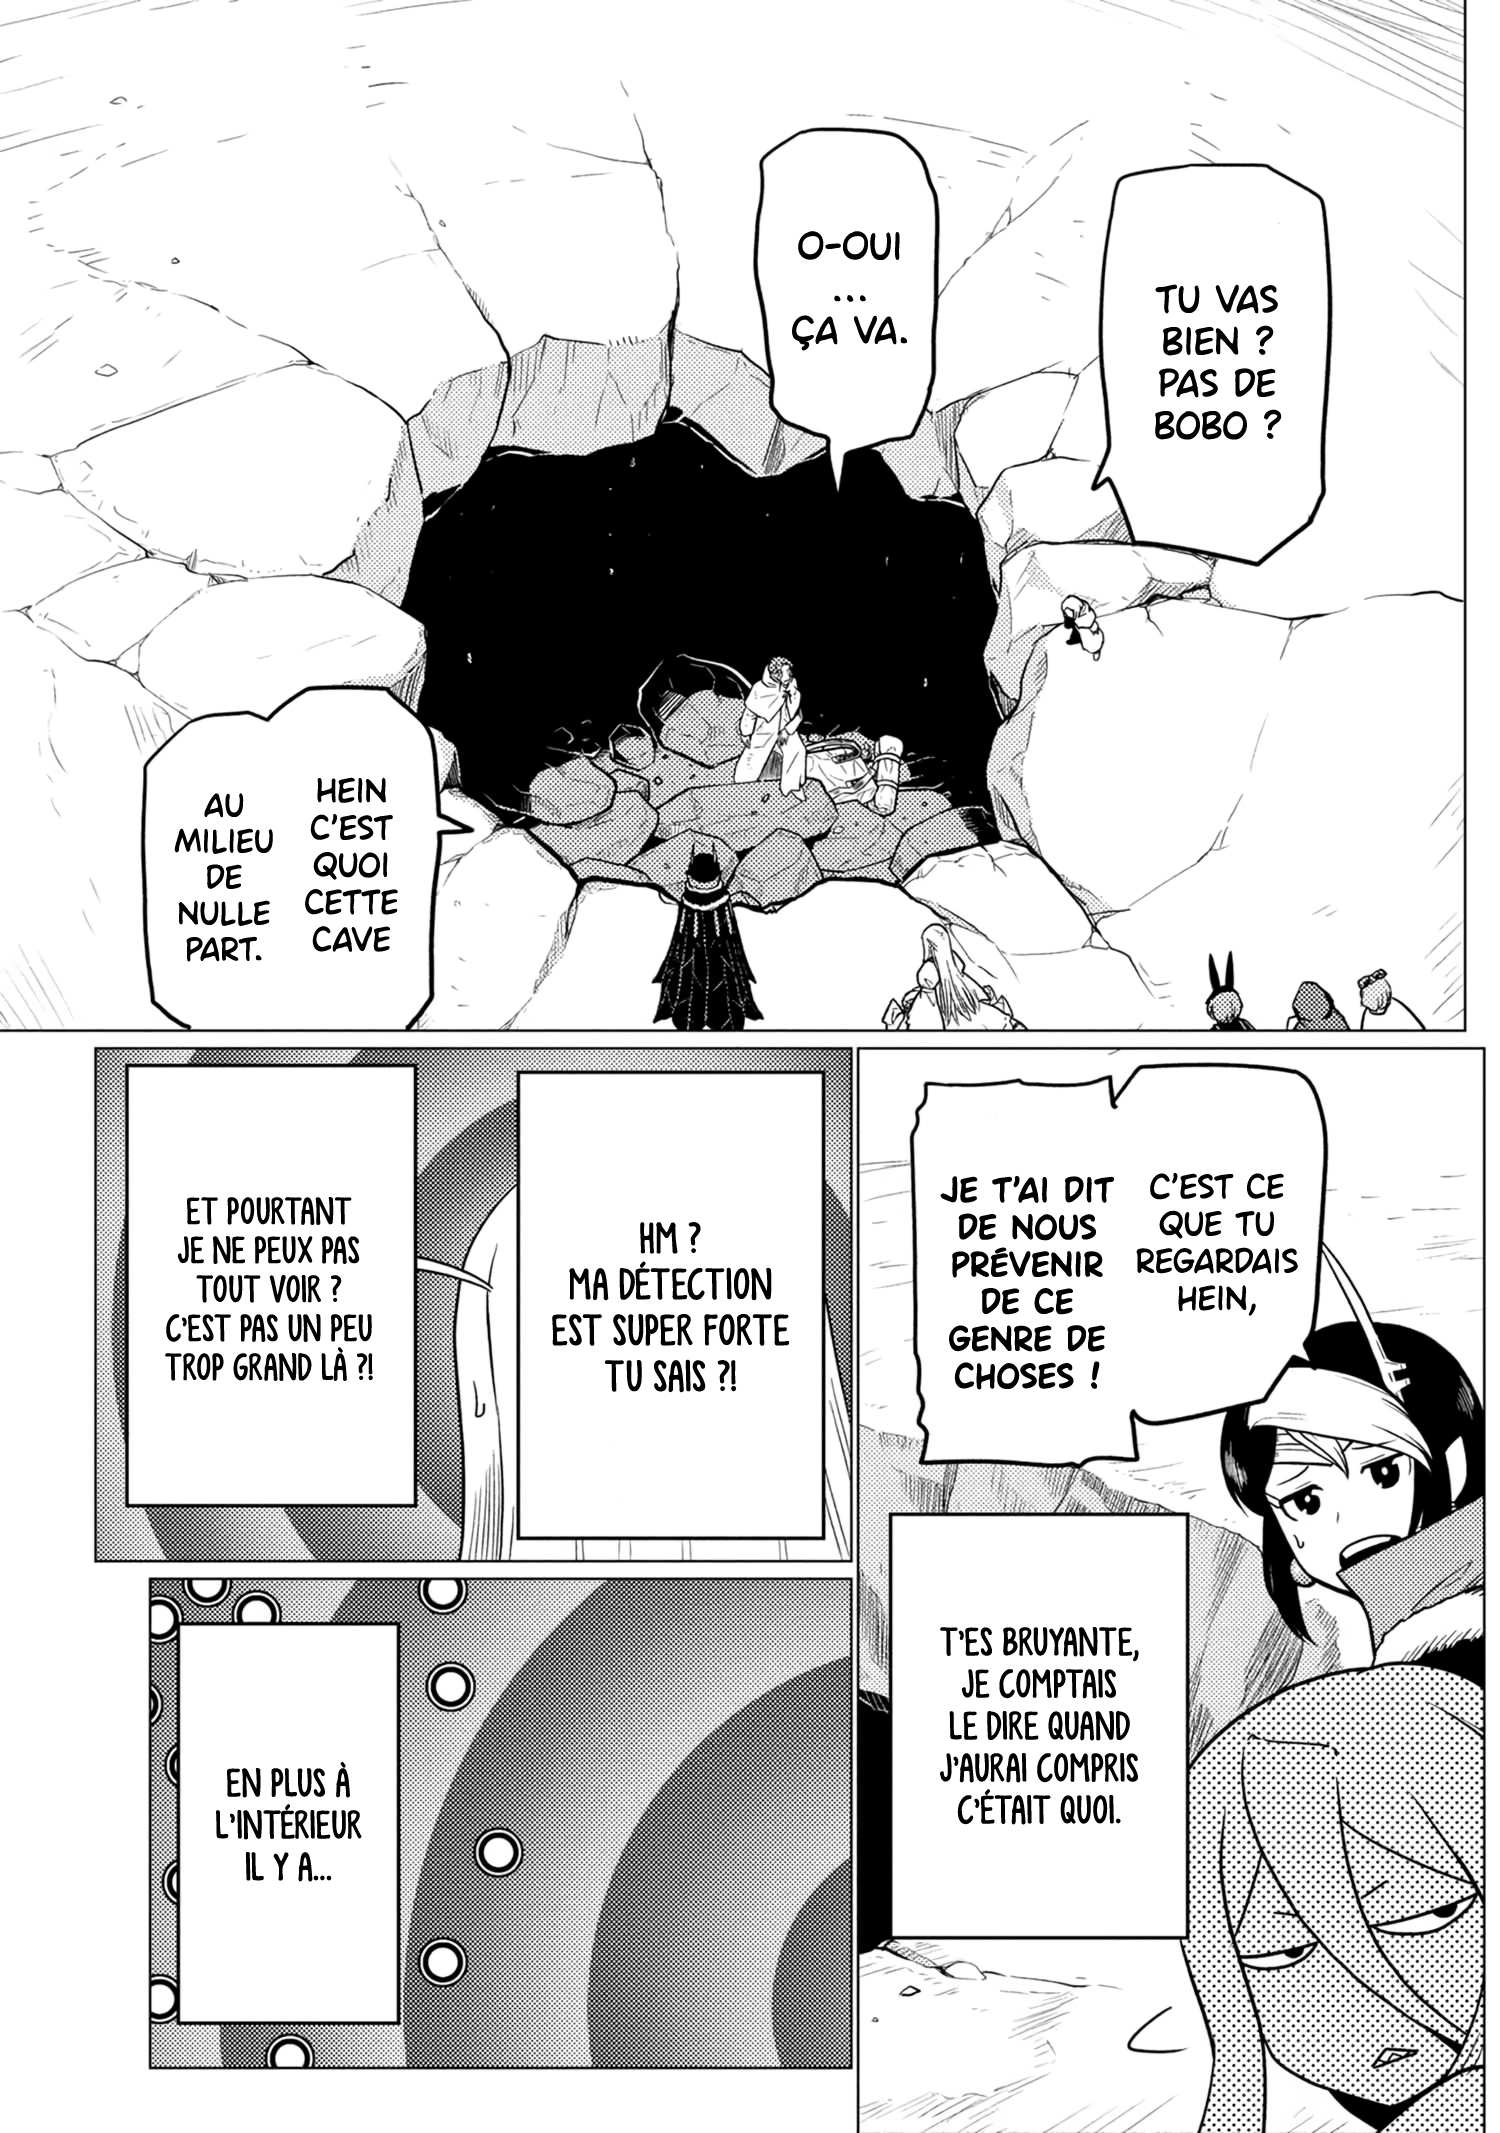 TU VAS
BIEN ?
PAS DE
BOBO ?
O-OUI
...
ÇA VA.
HEIN
C'EST
QUOI
CETTE
CAVE
AU
MILIEU
DE
NULLE
PART.
C'EST CE
QUE TU
REGARDAIS
HEIN,
JE T'AI DIT
DE NOUS
PRÉVENIR
DE CE
GENRE DE
CHOSES !
T'ES BRUYANTE,
JE COMPTAIS
LE DIRE QUAND
J'AURAI COMPRIS
C'ÉTAIT QUOI.
HM ?
MA DÉTECTION
EST SUPER FORTE
TU SAIS ?!
ET POURTANT
JE NE PEUX PAS
TOUT VOIR ?
C'EST PAS UN PEU
TROP GRAND LÀ ?!
EN PLUS À
L'INTÉRIEUR
IL Y A...